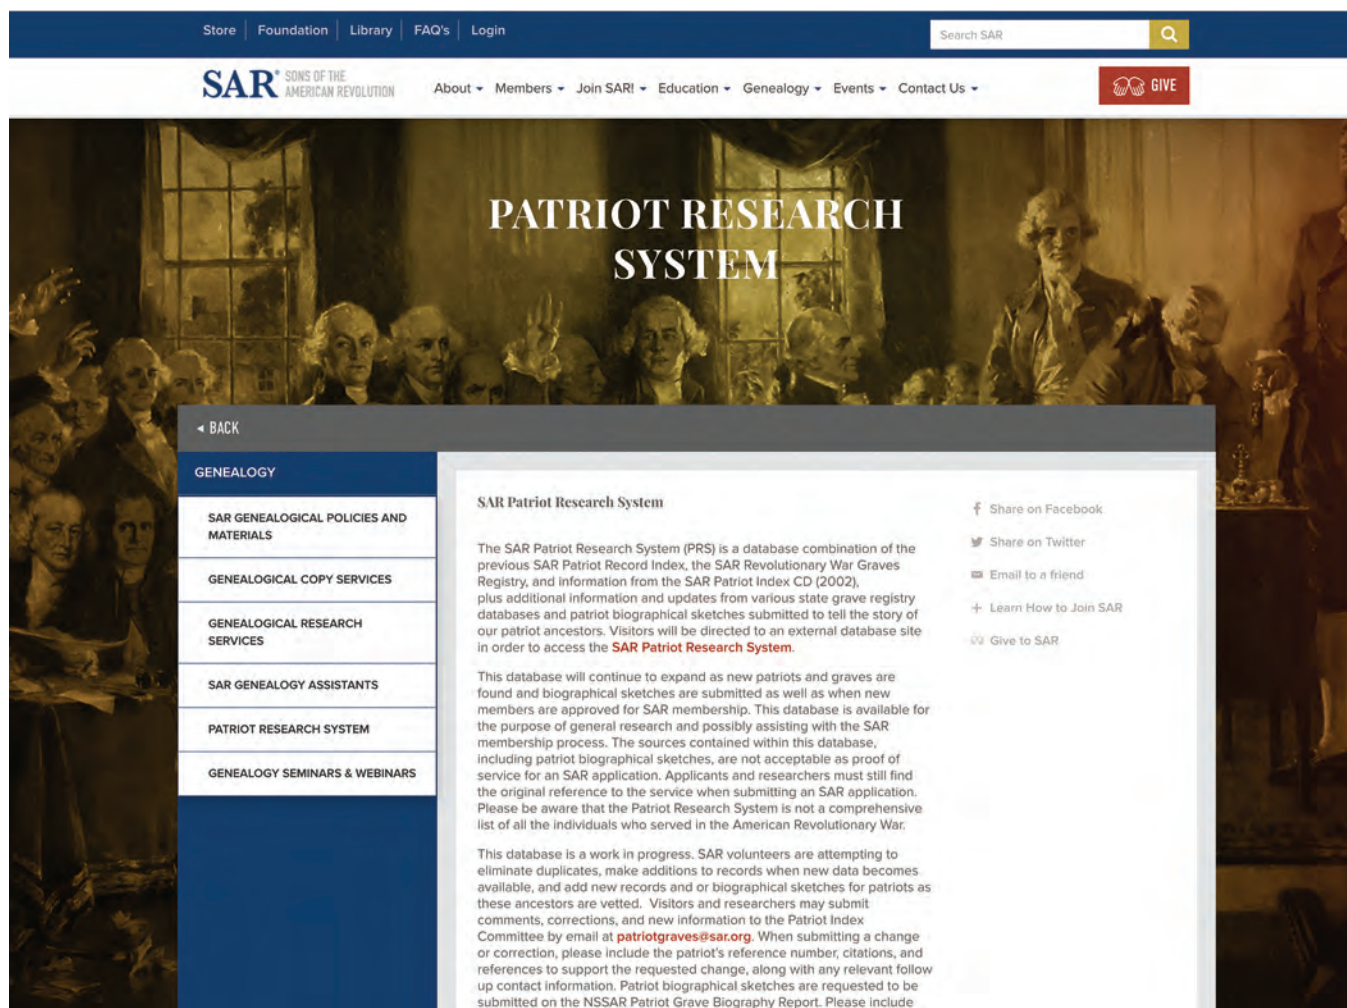 Store Foundation Library FAQ's Login
Search SAR
SAR® SONS OF THE
AMERICAN REVOLUTION
About Members Join SAR! Education Genealogy Events Contact Us
GIVE
PATRIOT RESEARCH
SYSTEM
BACK
GENEALOGY
SAR GENEALOGICAL POLICIES AND
MATERIALS
GENEALOGICAL COPY SERVICES
GENEALOGICAL RESEARCH
SERVICES
SAR GENEALOGY ASSISTANTS
PATRIOT RESEARCH SYSTEM
GENEALOGY SEMINARS & WEBINARS
SAR Patriot Research System
The SAR Patriot Research System (PRS) is a database combination of the
previous SAR Patriot Record Index, the SAR Revolutionary War Graves
Registry, and information from the SAR Patriot Index CD (2002),
plus additional information and updates from various state grave registry
databases and patriot biographical sketches submitted to tell the story of
our patriot ancestors. Visitors will be directed to an external database site
in order to access the SAR Patriot Research System.
This database will continue to expand as new patriots and graves are
found and biographical sketches are submitted as well as when new
members are approved for SAR membership. This database is available for
the purpose of general research and possibly assisting with the SAR
membership process. The sources contained within this database,
including patriot biographical sketches, are not acceptable as proof of
service for an SAR application. Applicants and researchers must still find
the original reference to the service when submitting an SAR application.
Please be aware that the Patriot Research System is not a comprehensive
list of all the individuals who served in the American Revolutionary War.
This database is a work in progress. SAR volunteers are attempting to
eliminate duplicates, make additions to records when new data becomes
available, and add new records and or biographical sketches for patriots as
these ancestors are vetted. Visitors and researchers may submit
comments, corrections, and new information to the Patriot Index
Committee by email at patriotgraves@sar.org. When submitting a change
or correction, please include the patriot's reference number, citations, and
references to support the requested change, along with any relevant follow
up contact information. Patriot biographical sketches are requested to be
submitted on the NSSAR Patriot Grave Biography Report. Please include
Share on Facebook
Share on Twitter
Email to a friend
Learn How to Join SAR
Give to SAR